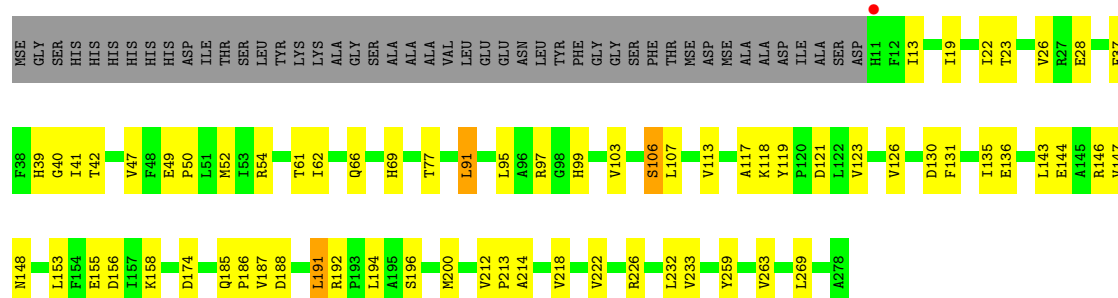 MSE GLY SER HIS HIS HIS HIS HIS HIS ASP ILE THR SER LEU TYR LYS LYS ALA GLY SER ALA ALA ALA VAL LEU GLU GLU ASN LEU TYR PHE GLY GLY SER PHE THR MSE ASP MSE ALA ALA ASP ILE ALA SER ASP H11 F12 I13 I19 I22 T23 V26 R27 E28 E37
F38 H39 G40 I41 T42 V47 F48 E49 P50 L51 M52 I53 R54 T61 I62 Q66 H69 T77 L91 L95 A96 R97 G98 H99 V103 S106 L107 V113 A117 K118 Y119 P120 D121 L122 V123 V126 D130 F131 I135 E136 L143 E144 A145 R146 V147
N148 L153 F154 E155 D156 I157 K158 D174 Q185 P186 V187 D188 L191 R192 P193 L194 A195 S196 M200 V212 P213 A214 V218 V222 R226 L232 V233 Y259 V263 L269 A278